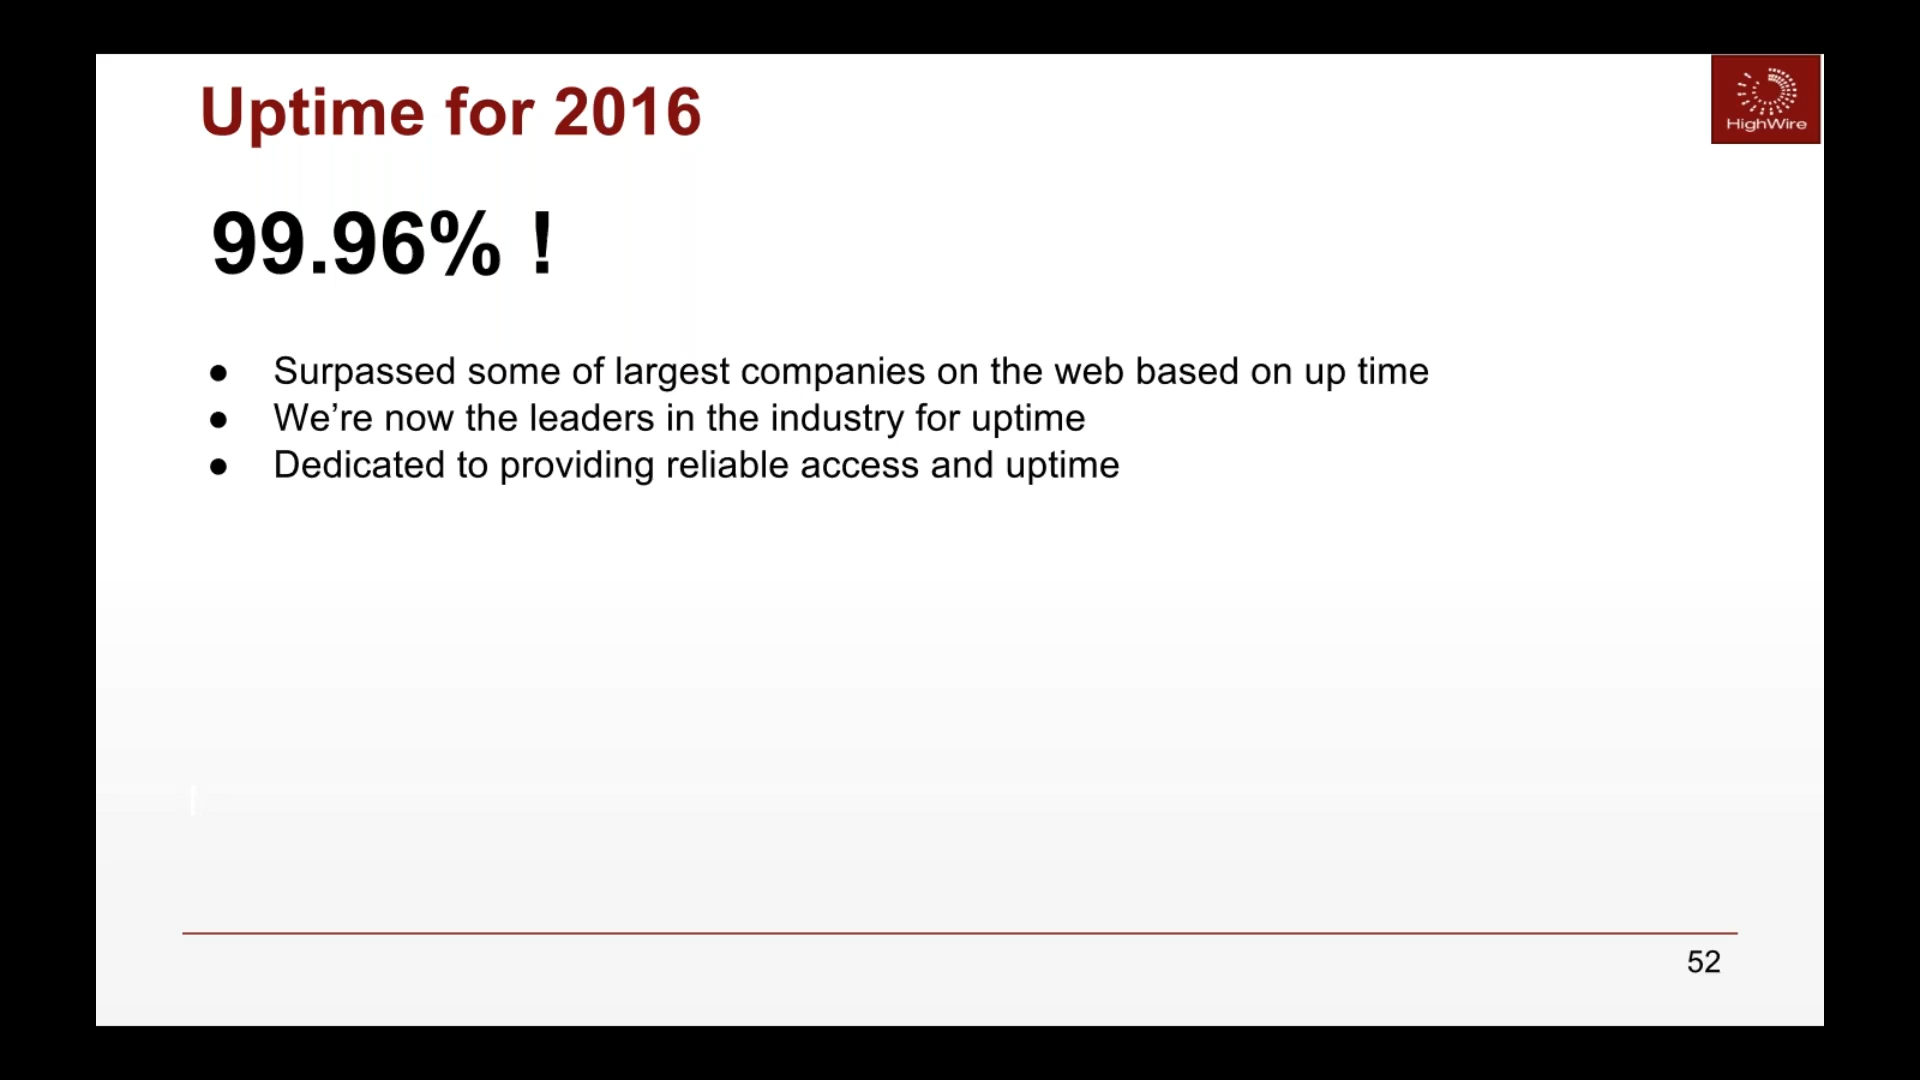 Uptime for 2016
HighWire
99.96% !
● Surpassed some of largest companies on the web based on up time
● We’re now the leaders in the industry for uptime
● Dedicated to providing reliable access and uptime
52